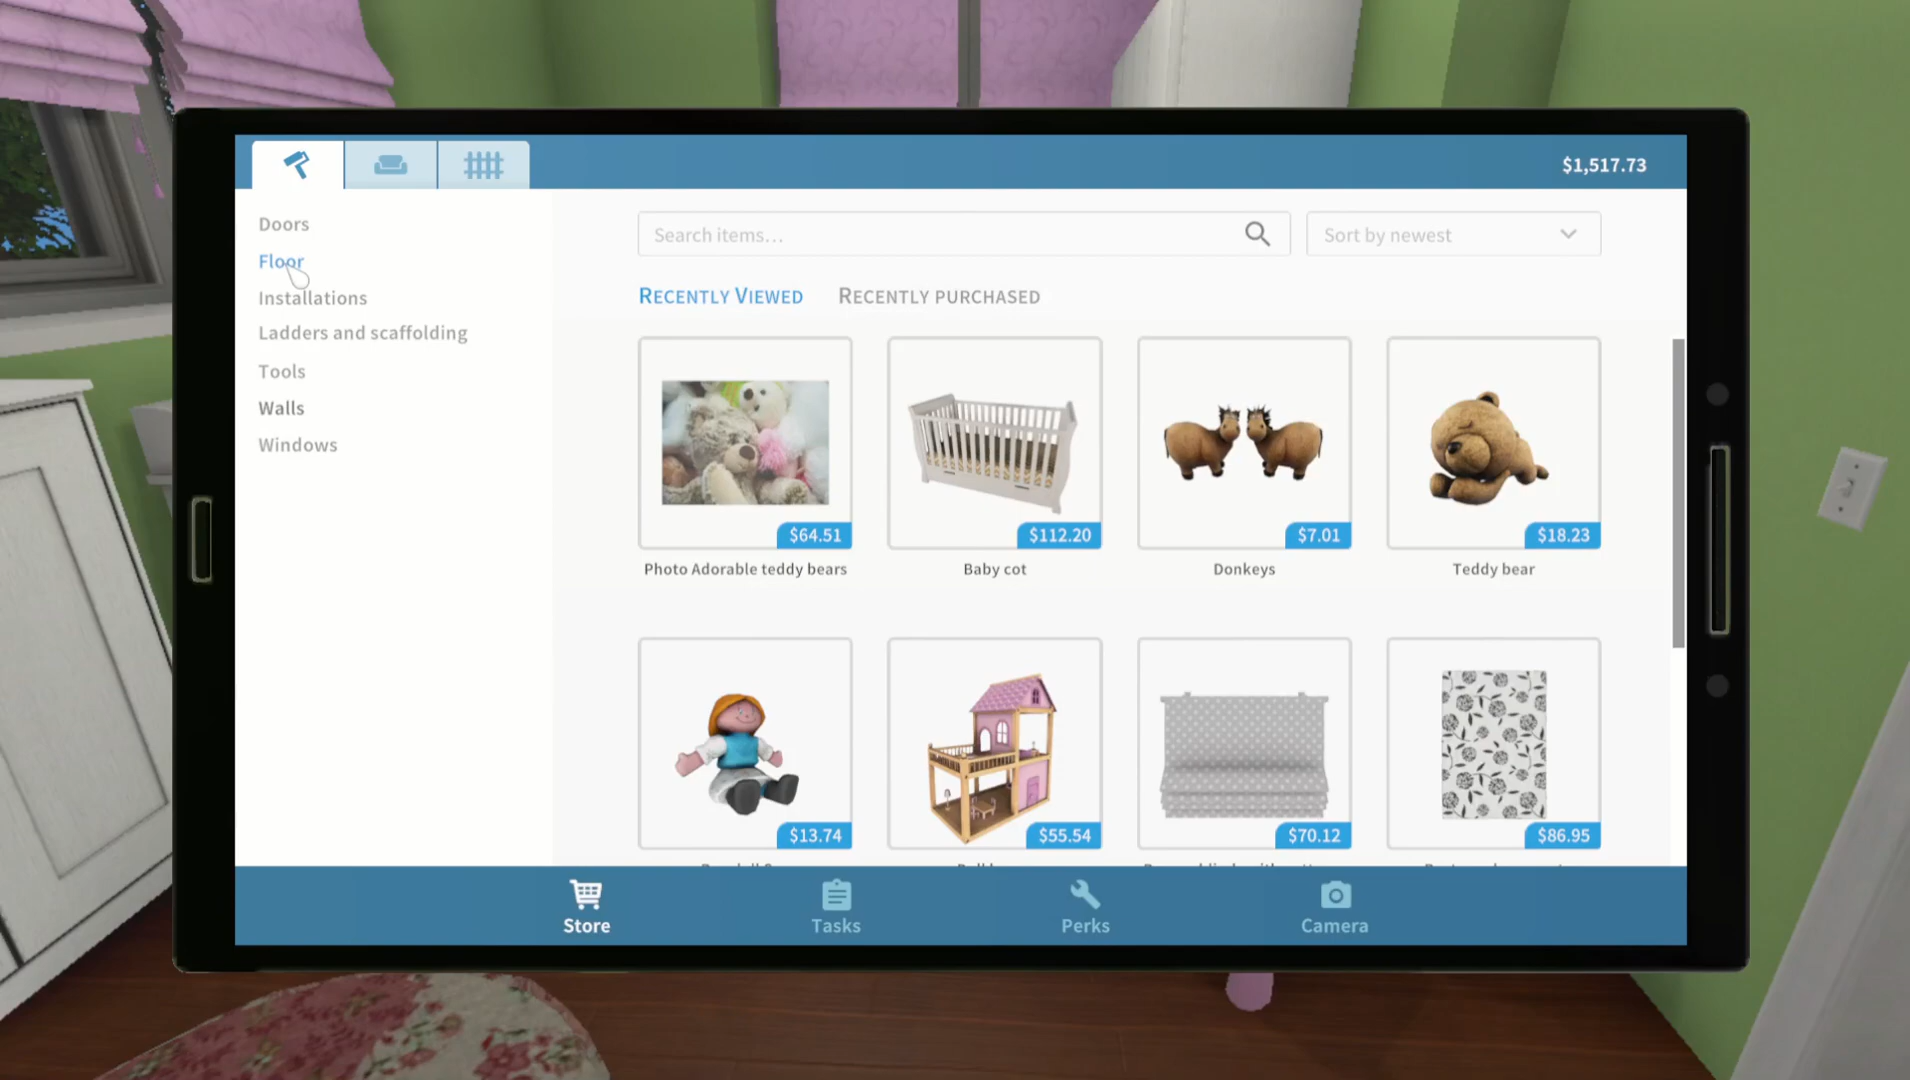 $1,517.73
Doors
Floor
Installations
Ladders and scaffolding
Tools
Walls
Windows
Search items...
Sort by newest
RECENTLY VIEWED
RECENTLY PURCHASED
$64.51
$112.20
$7.01
$18.23
Photo Adorable teddy bears
Baby cot
Donkeys
Teddy bear
$13.74
$55.54
$70.12
$86.95
Store
Tasks
Perks
Camera